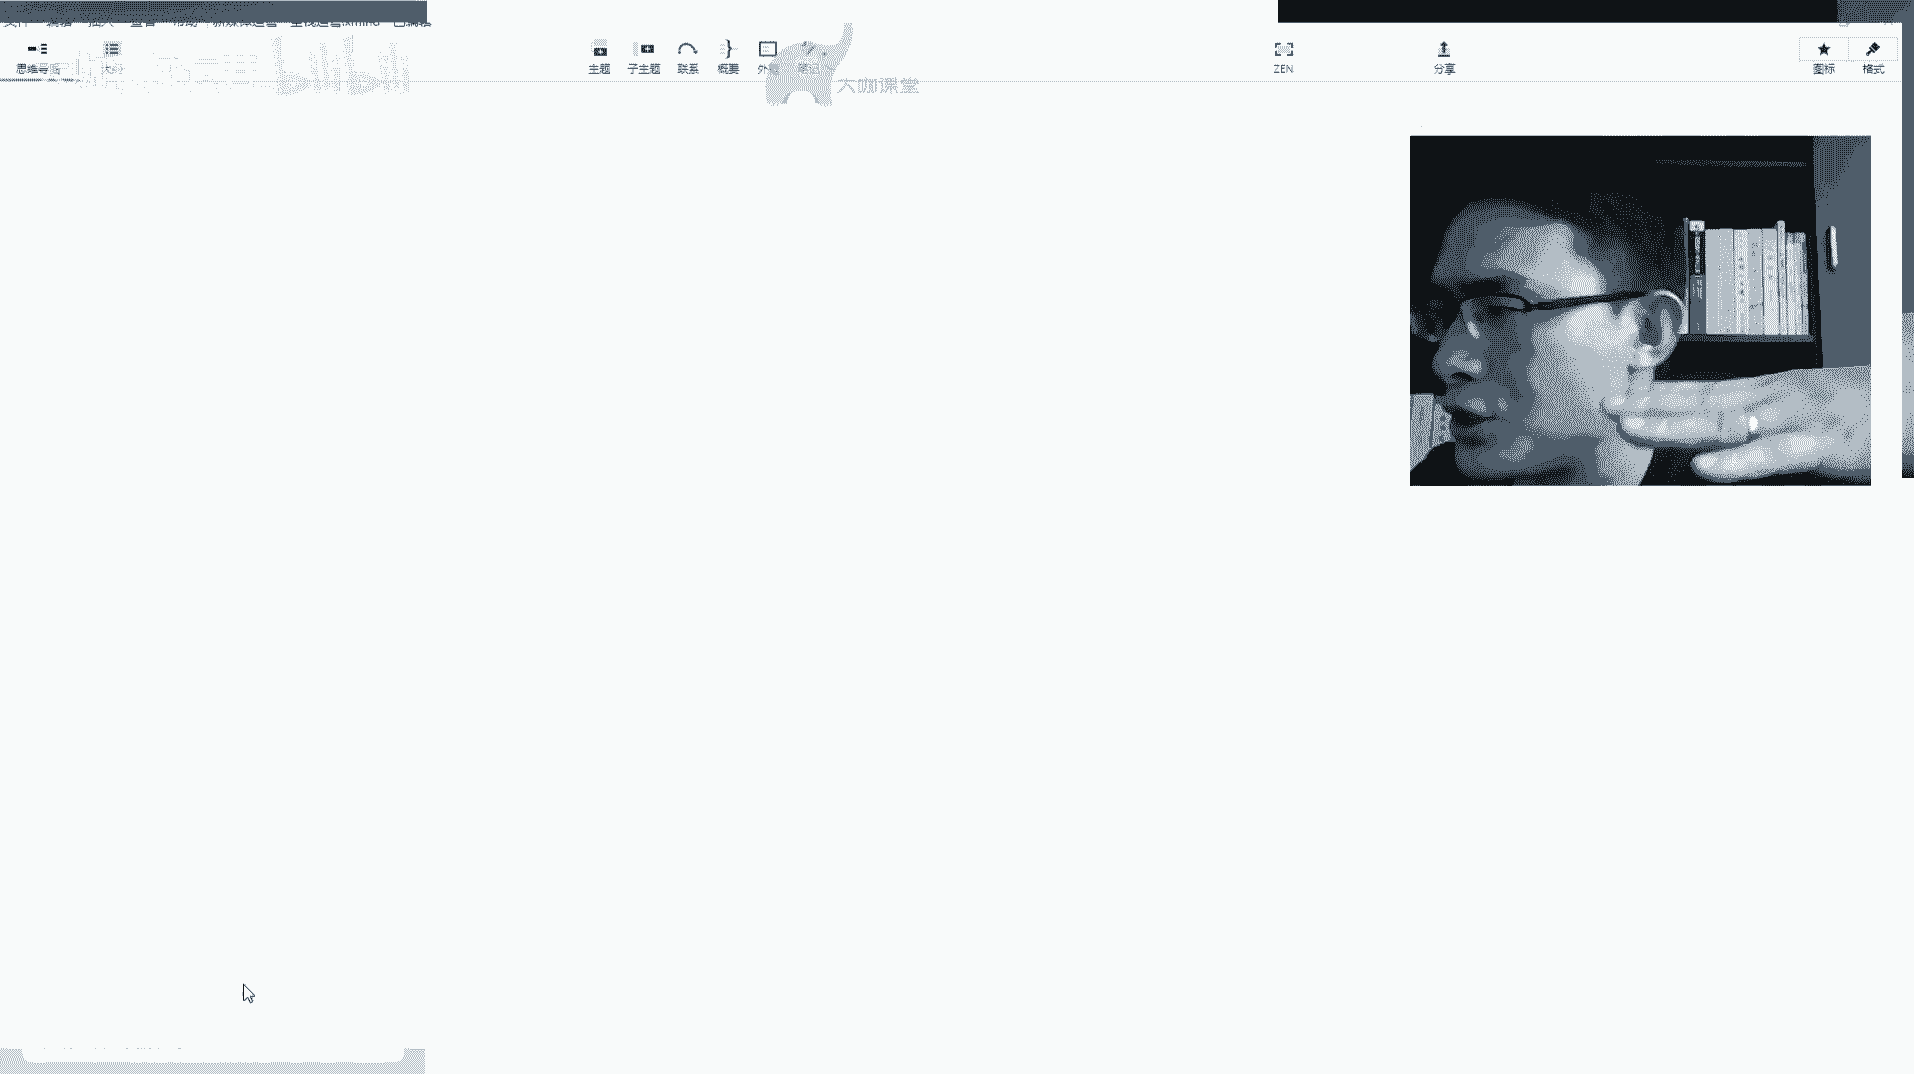 文件 编辑 插入 查看 帮助 新媒体运营—全栈运营.xmind — 已编辑
思维导图 大纲 主题 子主题 联系 概要 外框 笔记 ZEN 分享 图标 格式
bilibili
大咖课堂